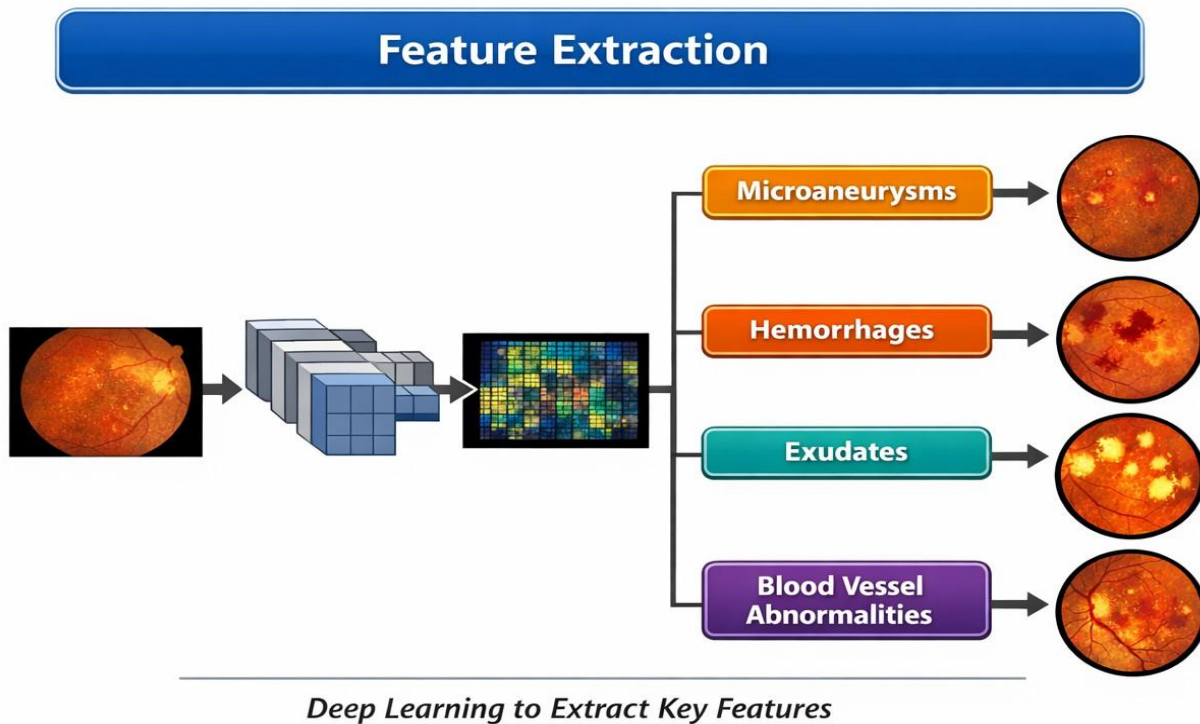 Feature Extraction
Microaneurysms
Hemorrhages
Exudates
Blood Vessel
Abnormalities
Deep Learning to Extract Key Features